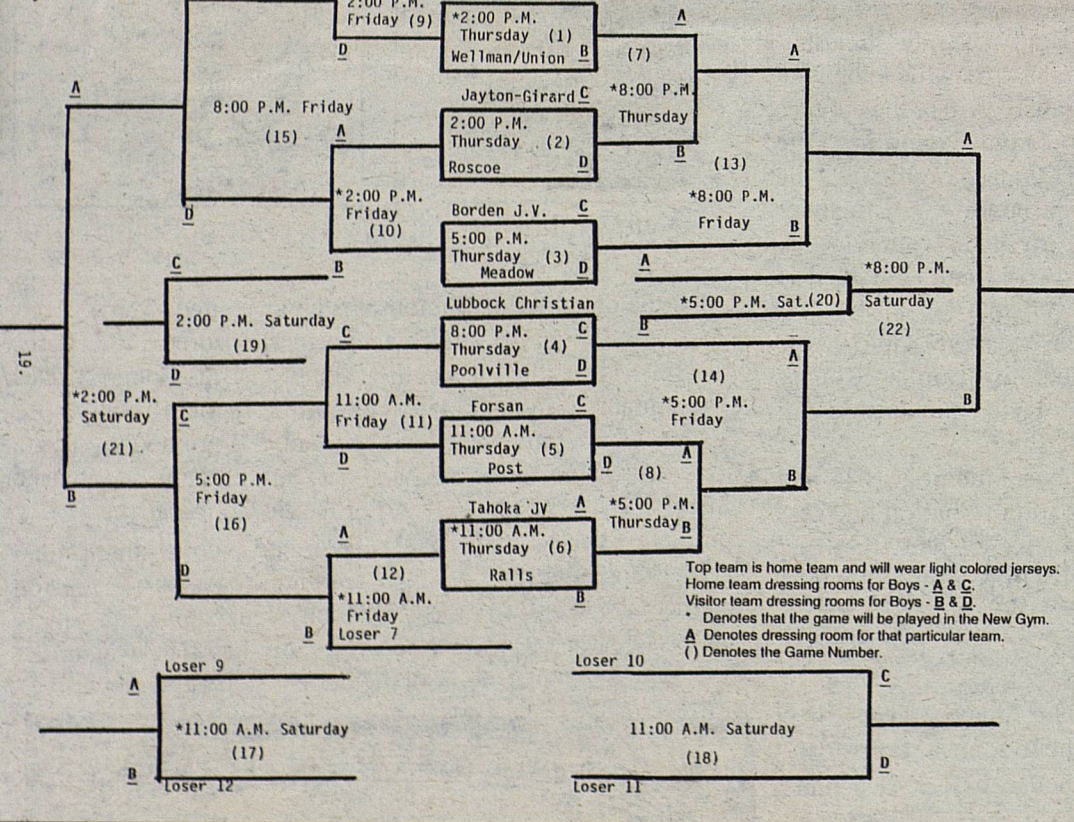 2:00 P.M.
Friday (9)
D
*2:00 P.M.
Thursday (1)
Wellman/Union B
A
(7)
*8:00 P.M.
Thursday
B
A
A
8:00 P.M. Friday
(15)
D
Jayton-Girard C
2:00 P.M.
Thursday (2)
Roscoe D
A
*2:00 P.M.
Friday
(10)
B
(13)
*8:00 P.M.
Friday
B
A
Borden J.V. C
5:00 P.M.
Thursday (3)
Meadow D
C
2:00 P.M. Saturday
(19)
D
A
*5:00 P.M. Sat.(20)
B
*8:00 P.M.
Saturday
(22)
B
Lubbock Christian
8:00 P.M. C
Thursday (4)
Poolville D
19.
*2:00 P.M.
Saturday
(21)
B
C
11:00 A.M.
Friday (11)
D
A
(14)
*5:00 P.M.
Friday
B
Forsan C
11:00 A.M.
Thursday (5)
Post
D
A
(8)
*5:00 P.M.
Thursday B
C
5:00 P.M.
Friday
(16)
D
Tahoka JV A
*11:00 A.M.
Thursday (6)
Ralls
B
A
(12)
*11:00 A.M.
Friday
B Loser 7
Top team is home team and will wear light colored jerseys.
Home team dressing rooms for Boys - A & C.
Visitor team dressing rooms for Boys - B & D.
* Denotes that the game will be played in the New Gym.
A Denotes dressing room for that particular team.
( ) Denotes the Game Number.
Loser 9
A
*11:00 A.M. Saturday
(17)
B
Loser 12
Loser 10
C
11:00 A.M. Saturday
(18)
D
Loser 11